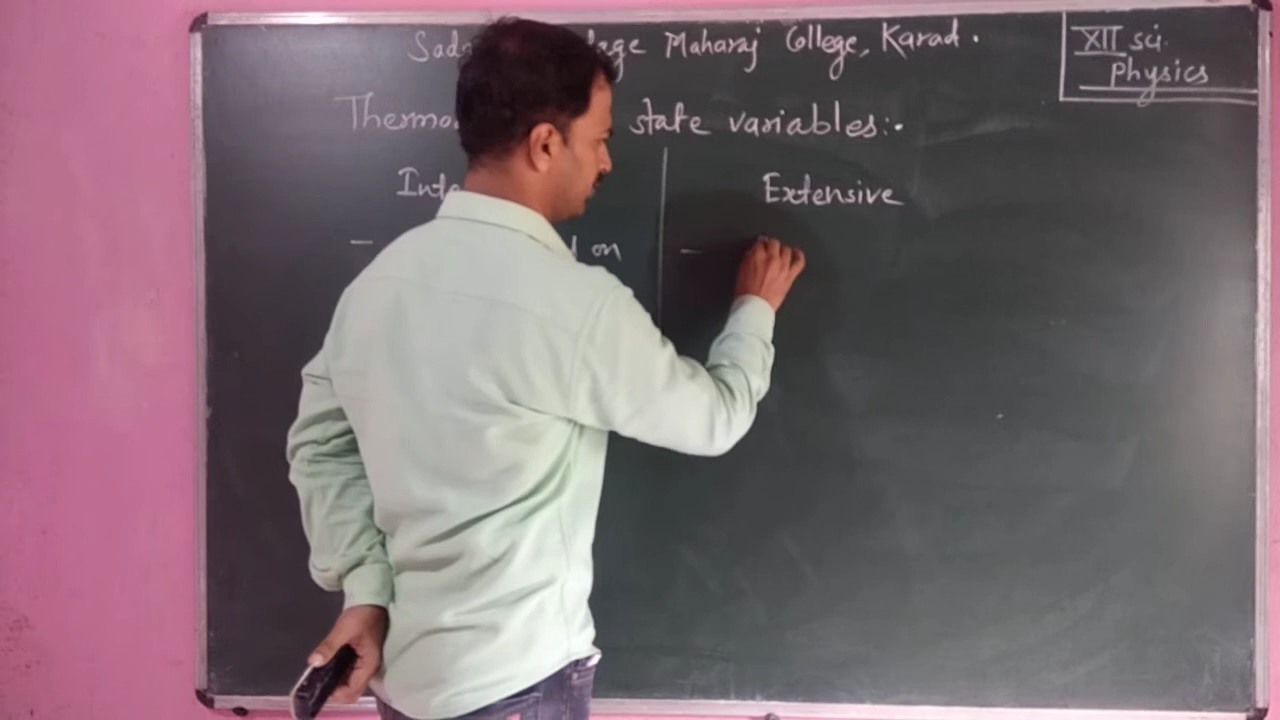 Maharaj College, Karad.
XII sci.
Physics
state variables:-
Extensive
- on
-